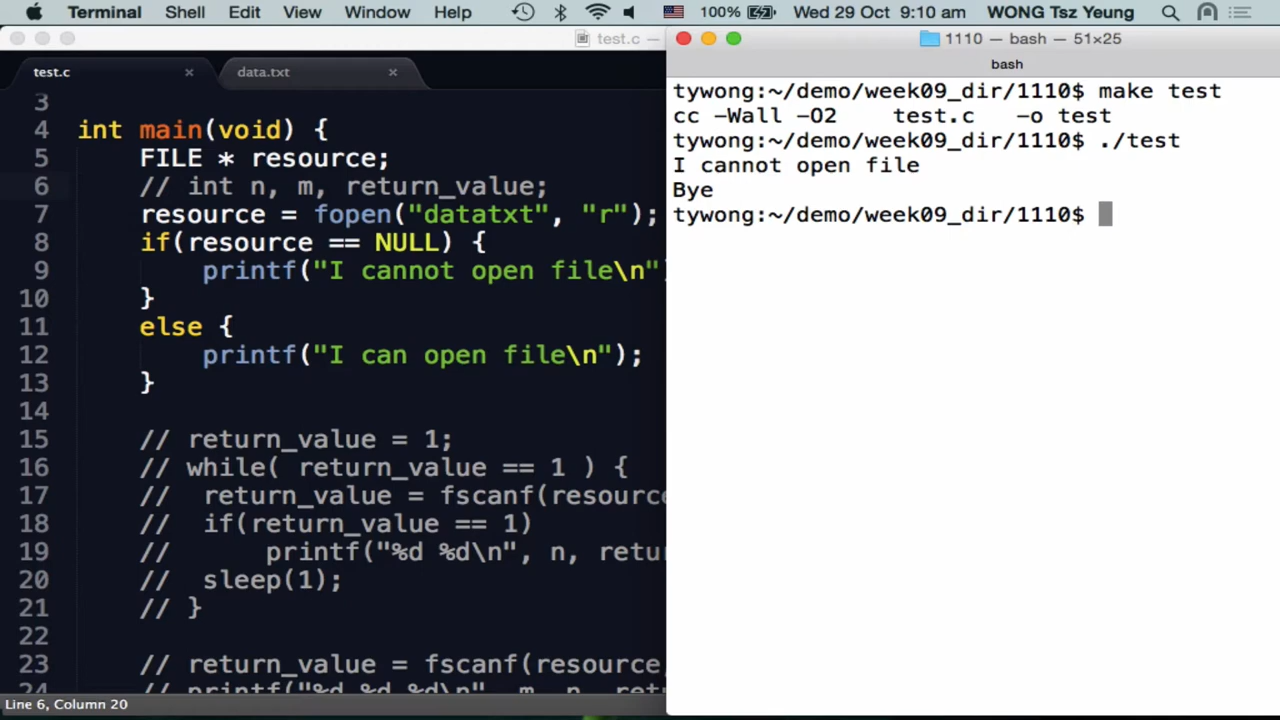 Terminal Shell Edit View Window Help 100% Wed 29 Oct 9:10 am WONG Tsz Yeung
test.c —
test.c × data.txt ×
3
4 int main(void) {
5 FILE * resource;
6 // int n, m, return_value;
7 resource = fopen("datatxt", "r");
8 if(resource == NULL) {
9 printf("I cannot open file\n")
10 }
11 else {
12 printf("I can open file\n");
13 }
14
15 // return_value = 1;
16 // while( return_value == 1 ) {
17 // return_value = fscanf(resource
18 // if(return_value == 1)
19 // printf("%d %d\n", n, retu
20 // sleep(1);
21 // }
22
23 // return_value = fscanf(resource,
24 // printf("%d %d %d\n", m, n, retu
Line 6, Column 20
1110 — bash — 51×25
bash
tywong:~/demo/week09_dir/1110$ make test
cc -Wall -O2 test.c -o test
tywong:~/demo/week09_dir/1110$ ./test
I cannot open file
Bye
tywong:~/demo/week09_dir/1110$